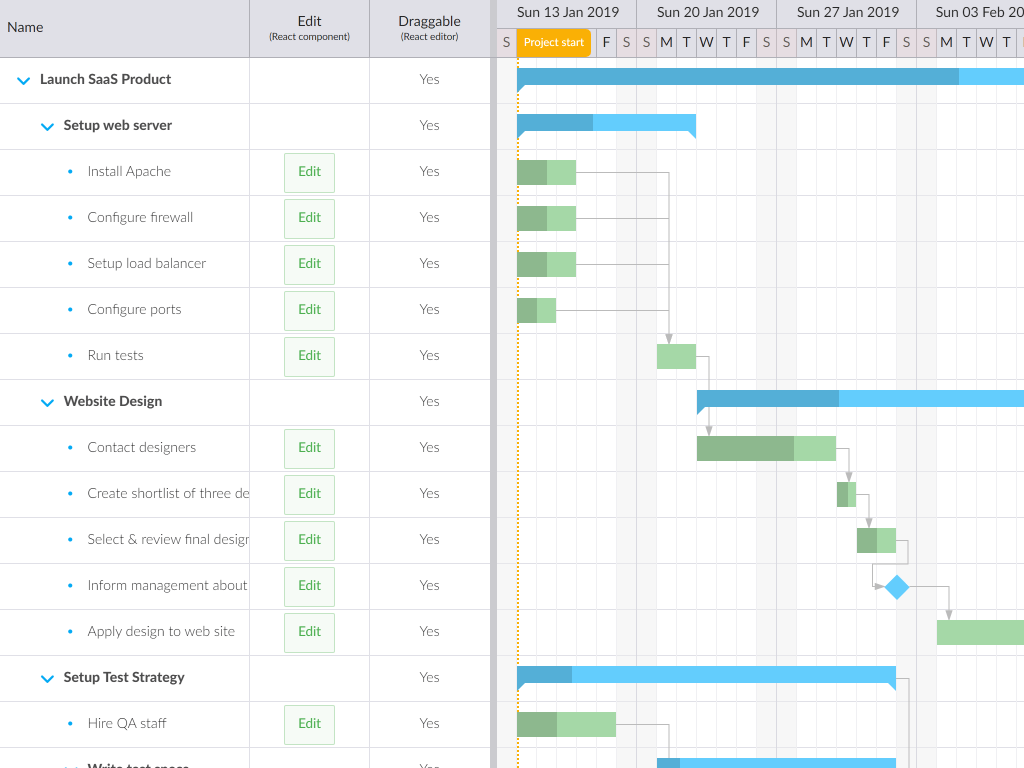 Name
Edit
(React component)
Draggable
(React editor)
Sun 13 Jan 2019
Sun 20 Jan 2019
Sun 27 Jan 2019
Sun 03 Feb 20
S
Project start
F S S M T W T F S S M T W T F S S M T W T
Launch SaaS Product Yes
Setup web server Yes
Install Apache Edit Yes
Configure firewall Edit Yes
Setup load balancer Edit Yes
Configure ports Edit Yes
Run tests Edit Yes
Website Design Yes
Contact designers Edit Yes
Create shortlist of three de Edit Yes
Select & review final desigr Edit Yes
Inform management about Edit Yes
Apply design to web site Edit Yes
Setup Test Strategy Yes
Hire QA staff Edit Yes
Write test specs Yes